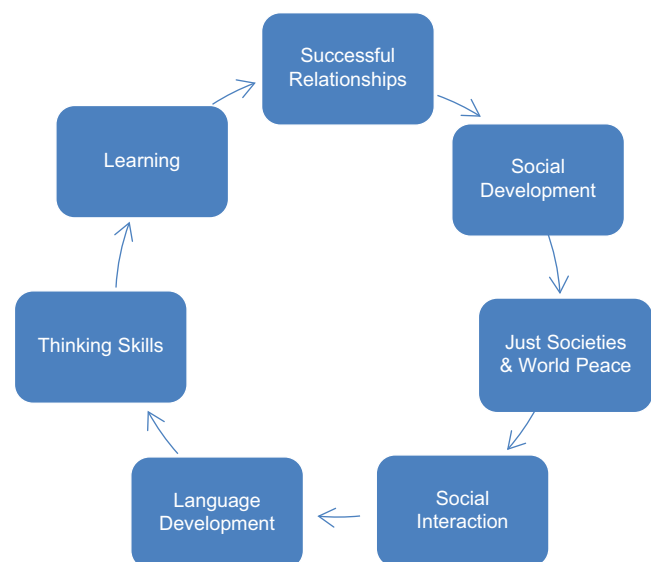 Successful
Relationships
Social
Development
Just Societies
& World Peace
Social
Interaction
Language
Development
Thinking Skills
Learning